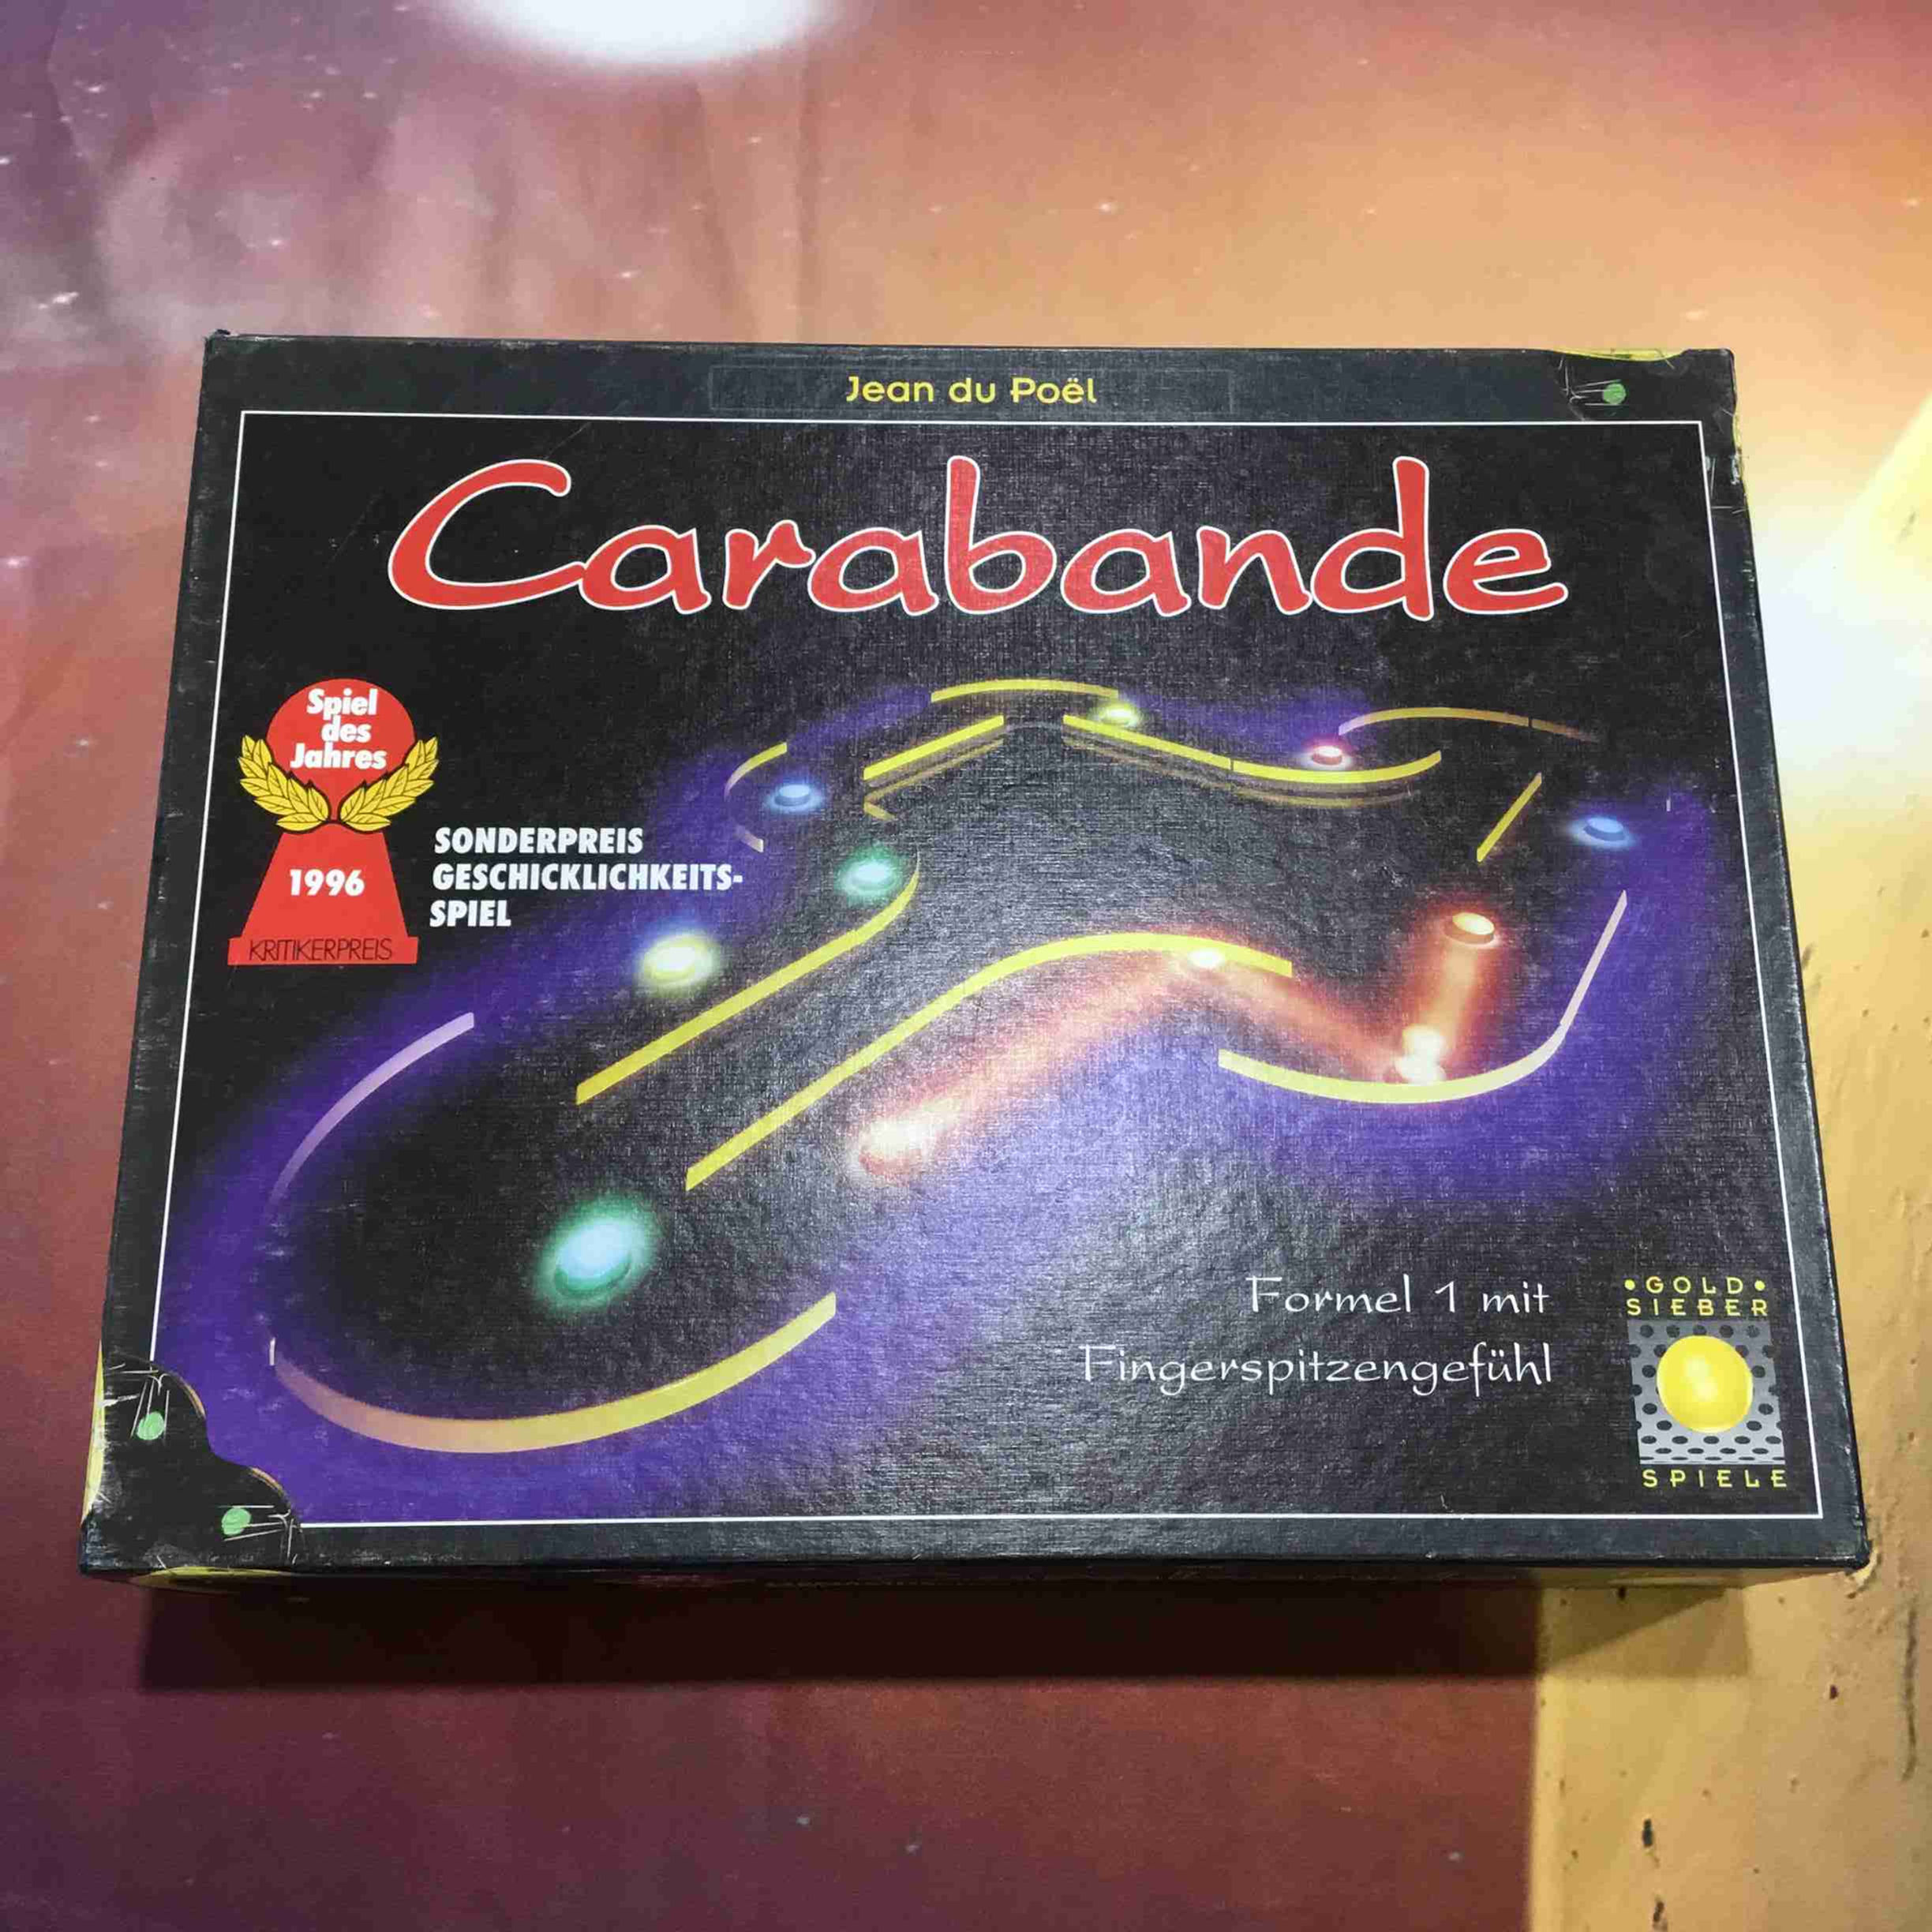 Jean du Poël
Carabande
Spiel
des
Jahres
1996
KRITIKERPREIS
SONDERPREIS
GESCHICKLICHKEITS-
SPIEL
Formel 1 mit
Fingerspitzengefühl
•GOLD•
SIEBER
SPIELE